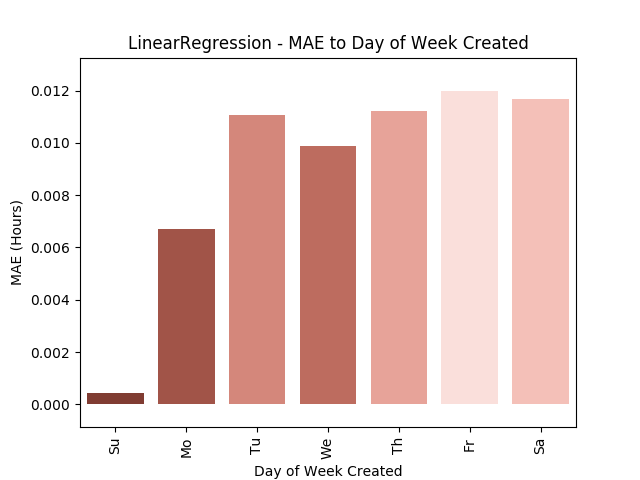 LinearRegression - MAE to Day of Week Created
MAE (Hours)
0.012
0.010
0.008
0.006
0.004
0.002
0.000
Su
Mo
Tu
We
Th
Fr
Sa
Day of Week Created